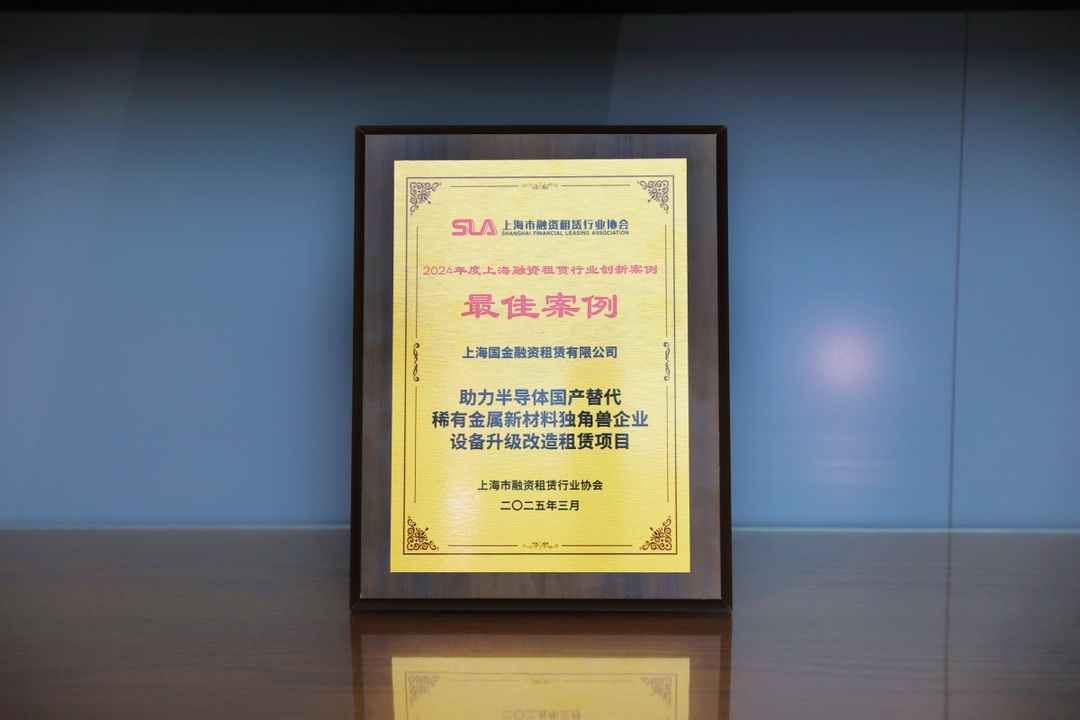 SLA 上海市融资租赁行业协会
SHANGHAI FINANCIAL LEASING ASSOCIATION
2024年度上海融资租赁行业创新案例
最佳案例
上海国金融资租赁有限公司
助力半导体国产替代
稀有金属新材料独角兽企业
设备升级改造租赁项目
上海市融资租赁行业协会
二〇二五年三月